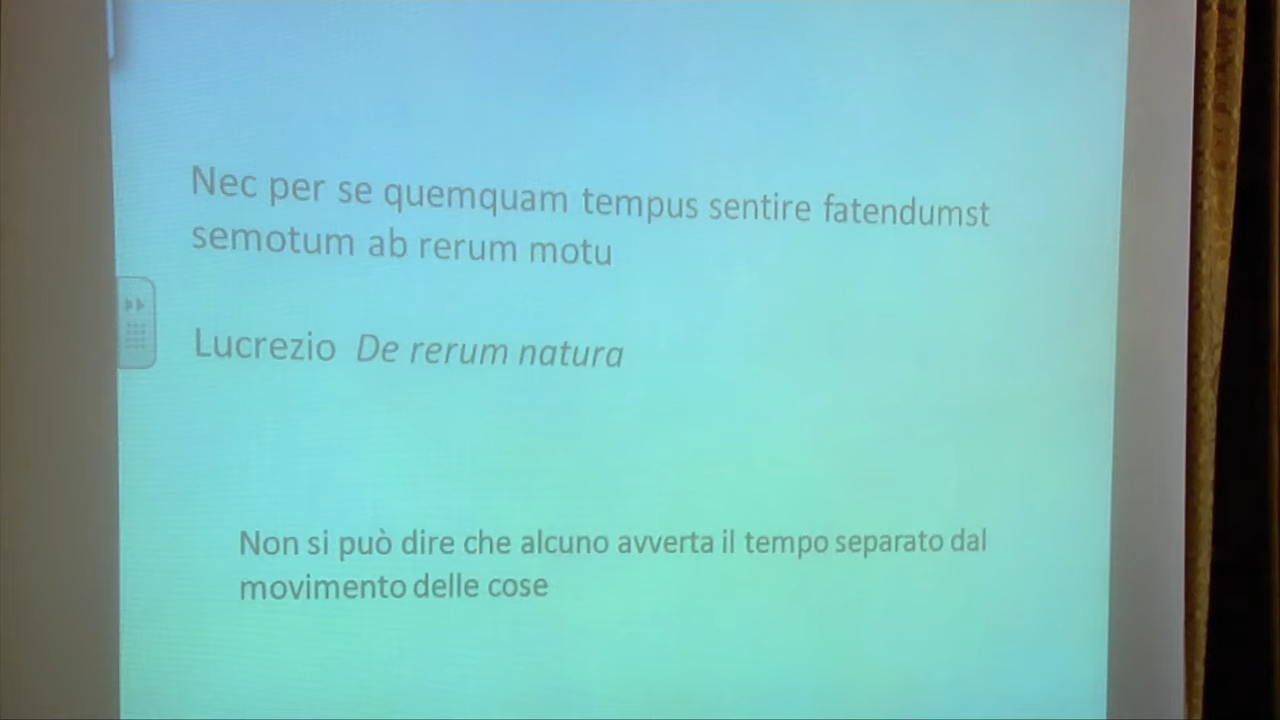 Nec per se quemquam tempus sentire fatendumst
semotum ab rerum motu
Lucrezio De rerum natura
Non si può dire che alcuno avverta il tempo separato dal
movimento delle cose